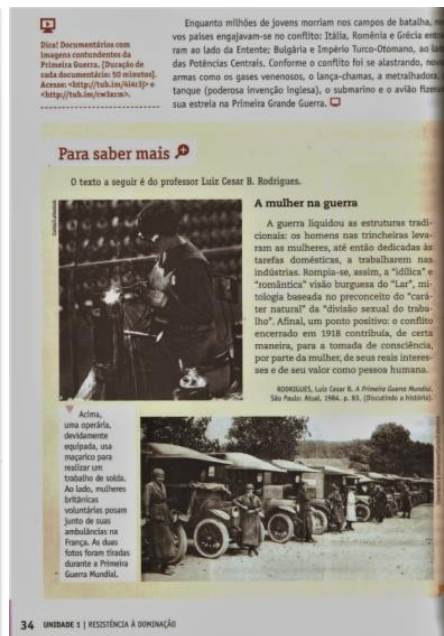 Dica! Documentários com
imagens contundentes da
Primeira Guerra. [Duração de
cada documentário: 50 minutos].
Acesse: <http://tub.im/4i4z3j> e
Enquanto milhões de jovens morriam nos campos de batalha,
vos países engajavam-se no conflito: Itália, Romênia e Grécia
ram ao lado da Entente; Bulgária e Império Turco-Otomano, ao
das Potências Centrais. Conforme o conflito foi se alastrando,
armas como os gases venenosos, o lança-chamas, a metralhadora,
tanque (poderosa invenção inglesa), o submarino e o avião
sua estreia na Primeira Grande Guerra.
Para saber mais
O texto a seguir é do professor Luiz Cesar B. Rodrigues.
A mulher na guerra
A guerra liquidou as estruturas tradi-
cionais: os homens nas trincheiras leva-
ram as mulheres, até então dedicadas às
tarefas domésticas, a trabalharem nas
indústrias. Rompia-se, assim, a "idílica" e
"romântica" visão burguesa do "Lar", mi-
tologia baseada no preconceito do "cará-
ter natural" da "divisão sexual do traba-
lho". Afinal, um ponto positivo: o conflito
encerrado em 1918 contribuía, de certa
maneira, para a tomada de consciência,
por parte da mulher, de seus reais interes-
ses e de seu valor como pessoa humana.
RODRIGUES, Luiz Cesar B. A Primeira Guerra Mundial.
São Paulo: Atual, 1984. p. 83. (Discutindo a história).
Acima,
uma operária,
devidamente
equipada, usa
maçarico para
realizar um
trabalho de solda.
Ao lado, mulheres
britânicas
voluntárias posam
junto de suas
ambulâncias na
França. As duas
fotos foram tiradas
durante a Primeira
Guerra Mundial.
34 UNIDADE 1 | RESISTÊNCIA À DOMINAÇÃO